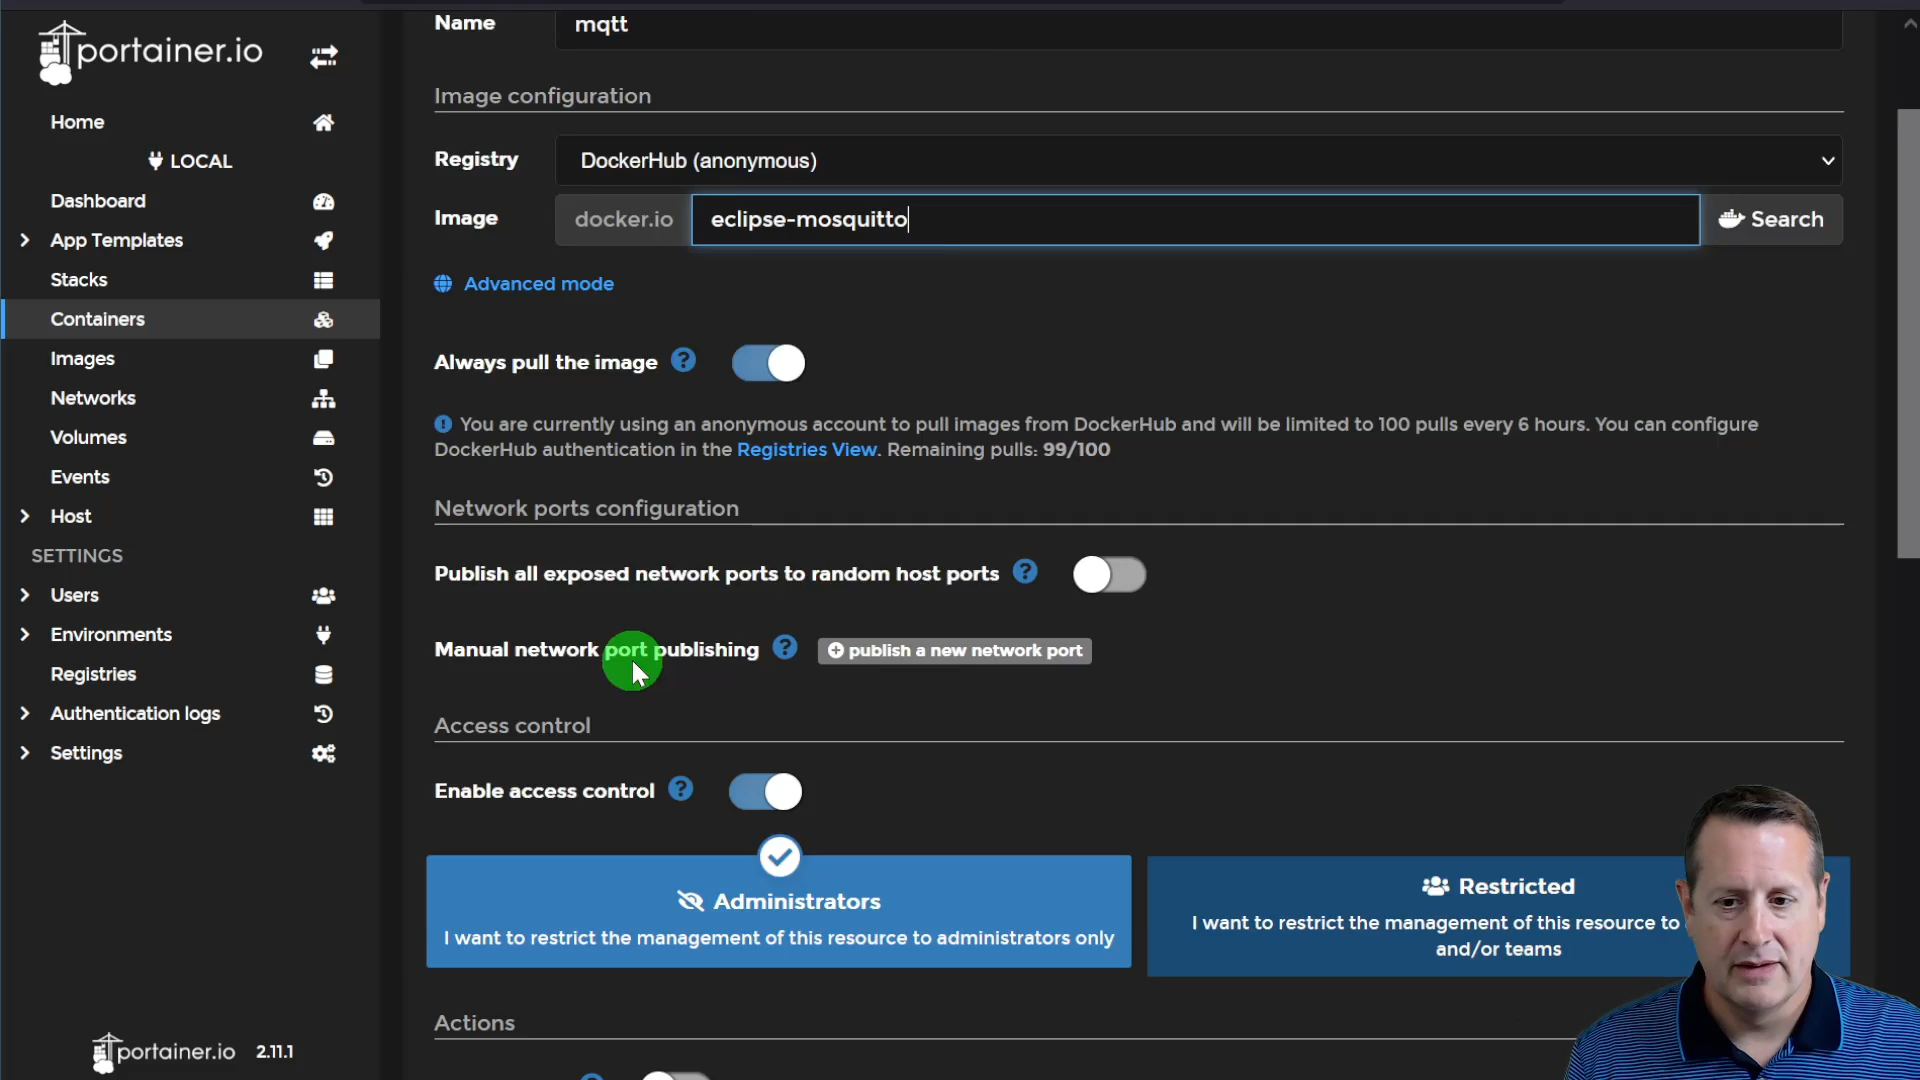 portainer.io
Home
LOCAL
Dashboard
App Templates
Stacks
Containers
Images
Networks
Volumes
Events
Host
SETTINGS
Users
Environments
Registries
Authentication logs
Settings
portainer.io 2.11.1
Name mqtt
Image configuration
Registry DockerHub (anonymous)
Image docker.io eclipse-mosquitto Search
Advanced mode
Always pull the image
You are currently using an anonymous account to pull images from DockerHub and will be limited to 100 pulls every 6 hours. You can configure
DockerHub authentication in the Registries View. Remaining pulls: 99/100
Network ports configuration
Publish all exposed network ports to random host ports
Manual network port publishing publish a new network port
Access control
Enable access control
Administrators
I want to restrict the management of this resource to administrators only
Restricted
I want to restrict the management of this resource to
and/or teams
Actions